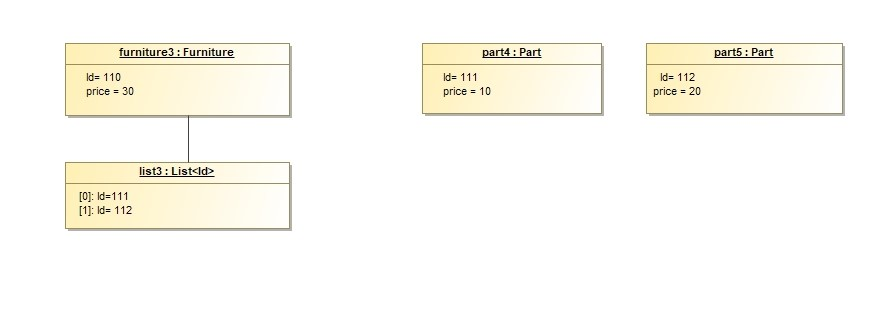 furniture3 : Furniture
Id= 110
price = 30
list3 : List<Id>
[0]: Id=111
[1]: Id= 112
part4 : Part
Id= 111
price = 10
part5 : Part
Id= 112
price = 20